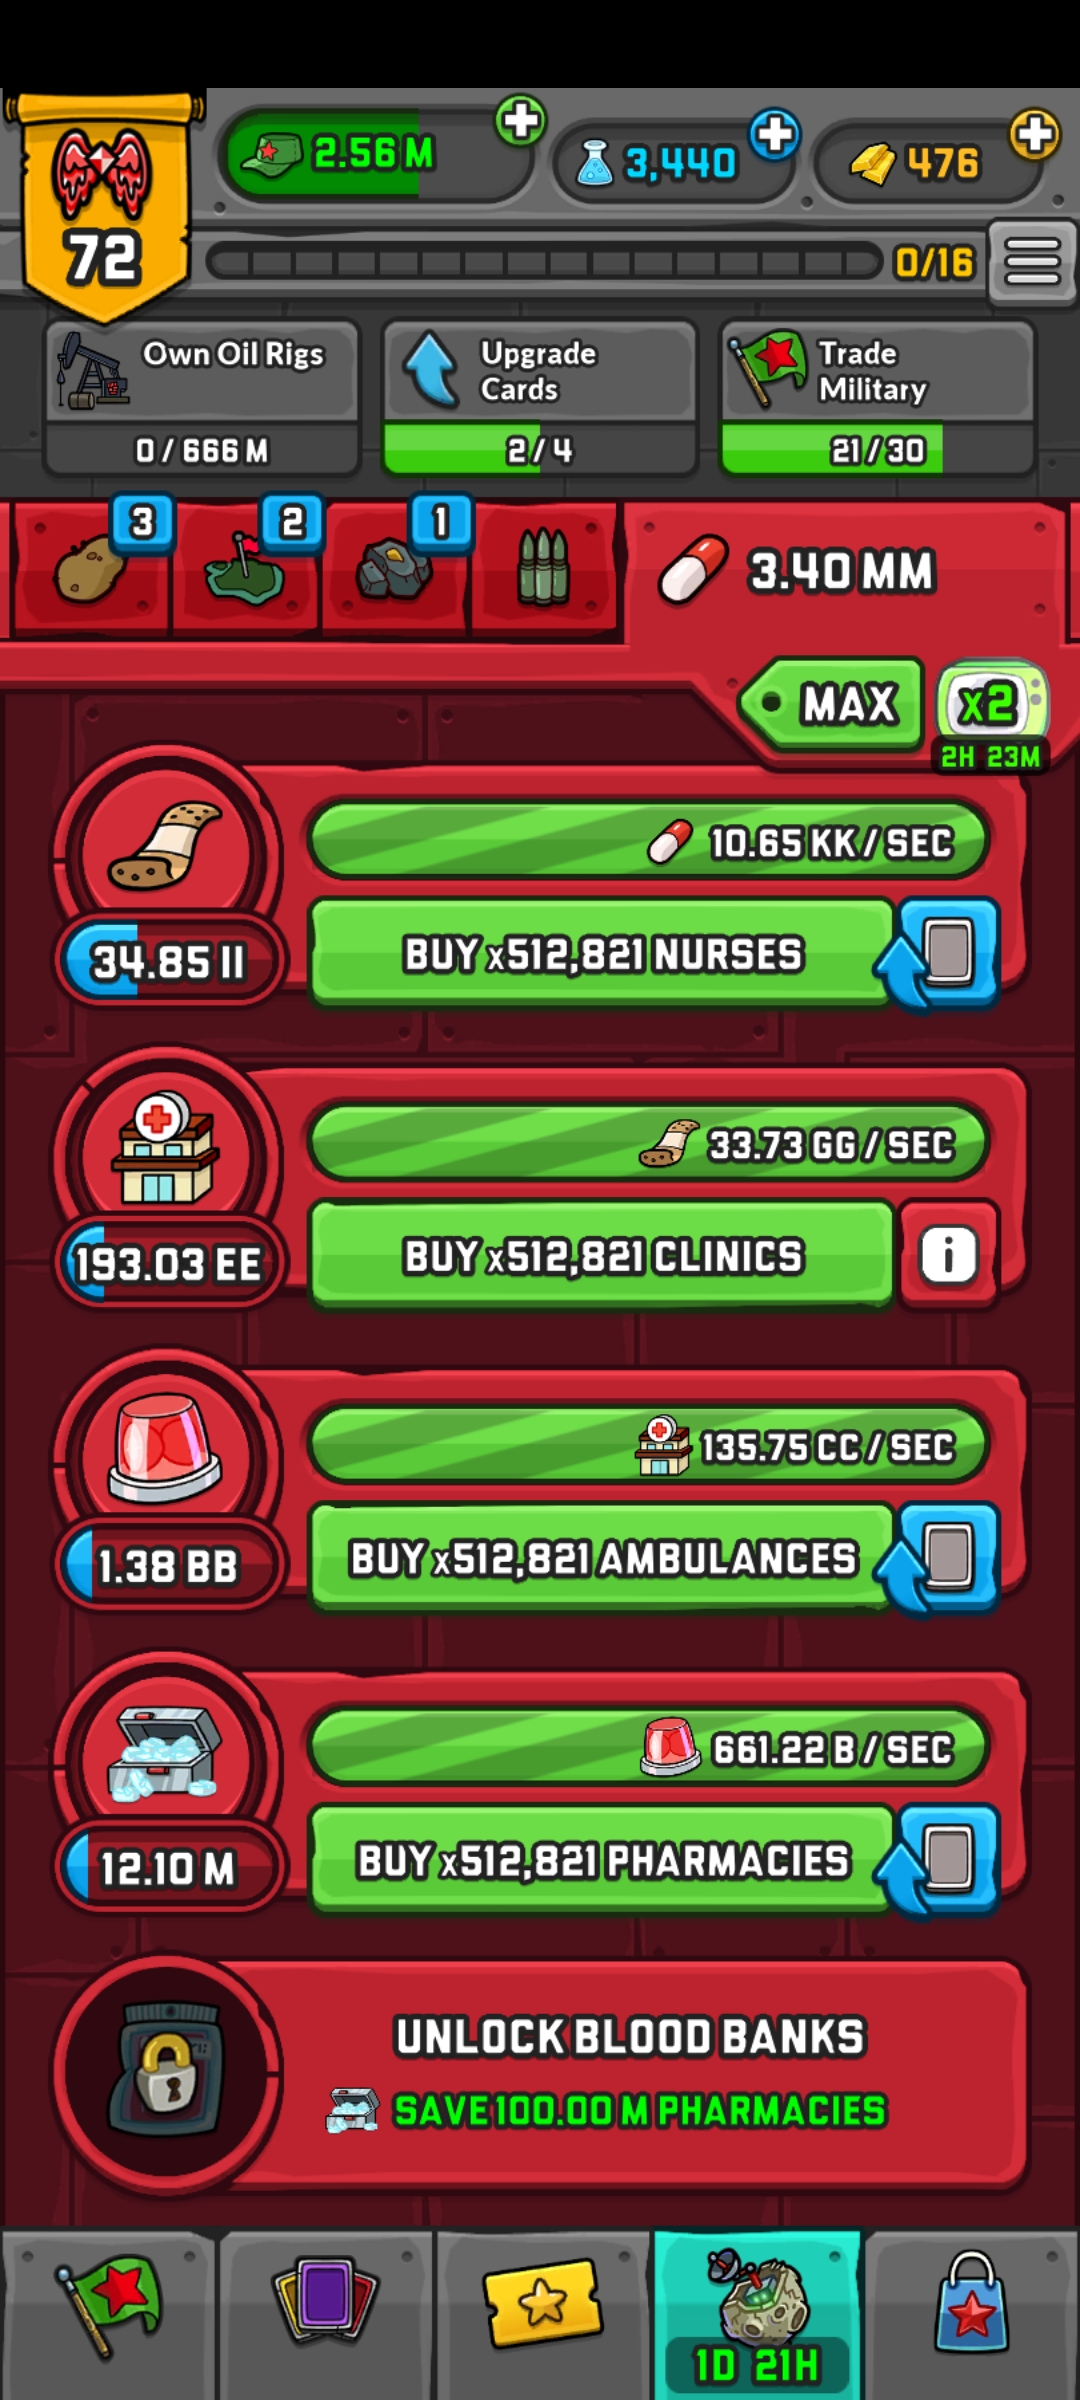 2.56 M
3,440
476
72
0/16
Own Oil Rigs
0 / 666 M
Upgrade
Cards
2 / 4
Trade
Military
21 / 30
3
2
1
3.40 MM
MAX
x2
2H 23M
10.65 KK / SEC
34.85 II
BUY x512,821 NURSES
33.73 GG / SEC
193.03 EE
BUY x512,821 CLINICS
i
135.75 CC / SEC
1.38 BB
BUY x512,821 AMBULANCES
661.22 B / SEC
12.10 M
BUY x512,821 PHARMACIES
UNLOCK BLOOD BANKS
SAVE 100.00 M PHARMACIES
1D 21H